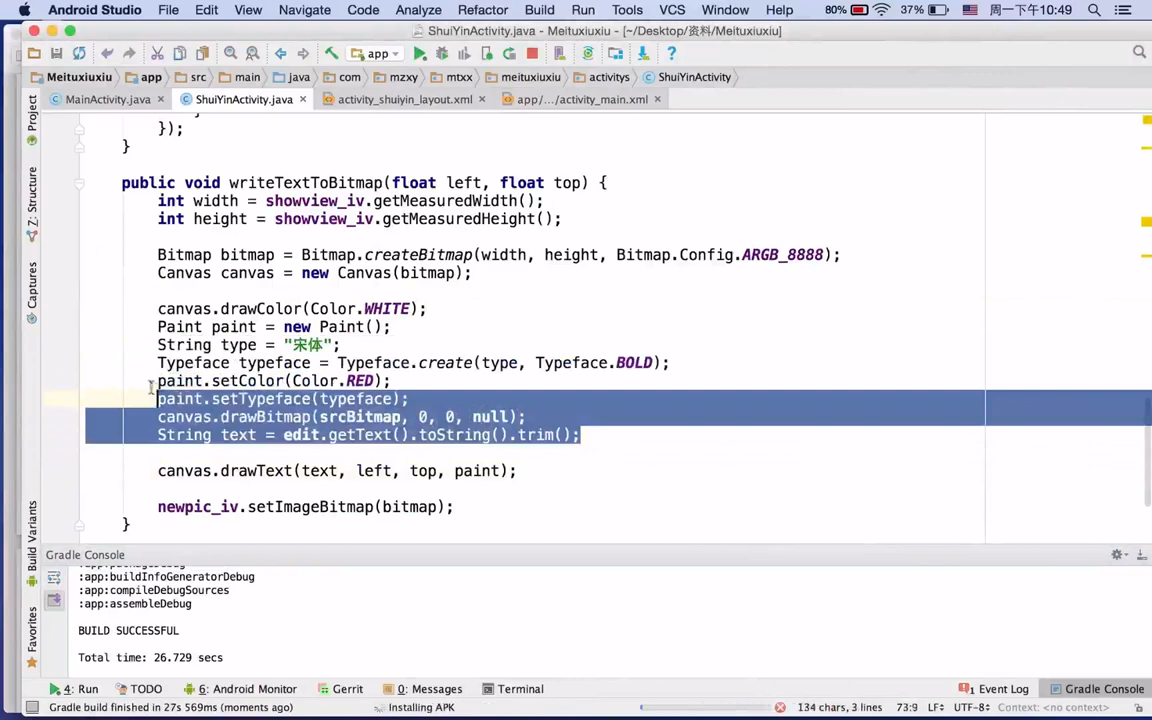 Android Studio File Edit View Navigate Code Analyze Refactor Build Run Tools VCS Window Help 80% 37% 周一下午10:49
ShuiYinActivity.java - Meituxiuxiu - [~/Desktop/资料/Meituxiuxiu]
app
Meituxiuxiu app src main java com mzxy mtxx meituxiuxiu activitys ShuiYinActivity
MainActivity.java ShuiYinActivity.java activity_shuiyin_layout.xml app/.../activity_main.xml
Project
Z: Structure
Captures
Build Variants
Favorites
});
}
public void writeTextToBitmap(float left, float top) {
int width = showview_iv.getMeasuredWidth();
int height = showview_iv.getMeasuredHeight();
Bitmap bitmap = Bitmap.createBitmap(width, height, Bitmap.Config.ARGB_8888);
Canvas canvas = new Canvas(bitmap);
canvas.drawColor(Color.WHITE);
Paint paint = new Paint();
String type = "宋体";
Typeface typeface = Typeface.create(type, Typeface.BOLD);
paint.setColor(Color.RED);
paint.setTypeface(typeface);
canvas.drawBitmap(srcBitmap, 0, 0, null);
String text = edit.getText().toString().trim();
canvas.drawText(text, left, top, paint);
newpic_iv.setImageBitmap(bitmap);
}
Gradle Console
:app:buildInfoGeneratorDebug
:app:compileDebugSources
:app:assembleDebug
BUILD SUCCESSFUL
Total time: 26.729 secs
4: Run TODO 6: Android Monitor Gerrit 0: Messages Terminal 1 Event Log Gradle Console
Gradle build finished in 27s 569ms (moments ago) Installing APK 134 chars, 3 lines 73:9 LF UTF-8 Context: <no context>